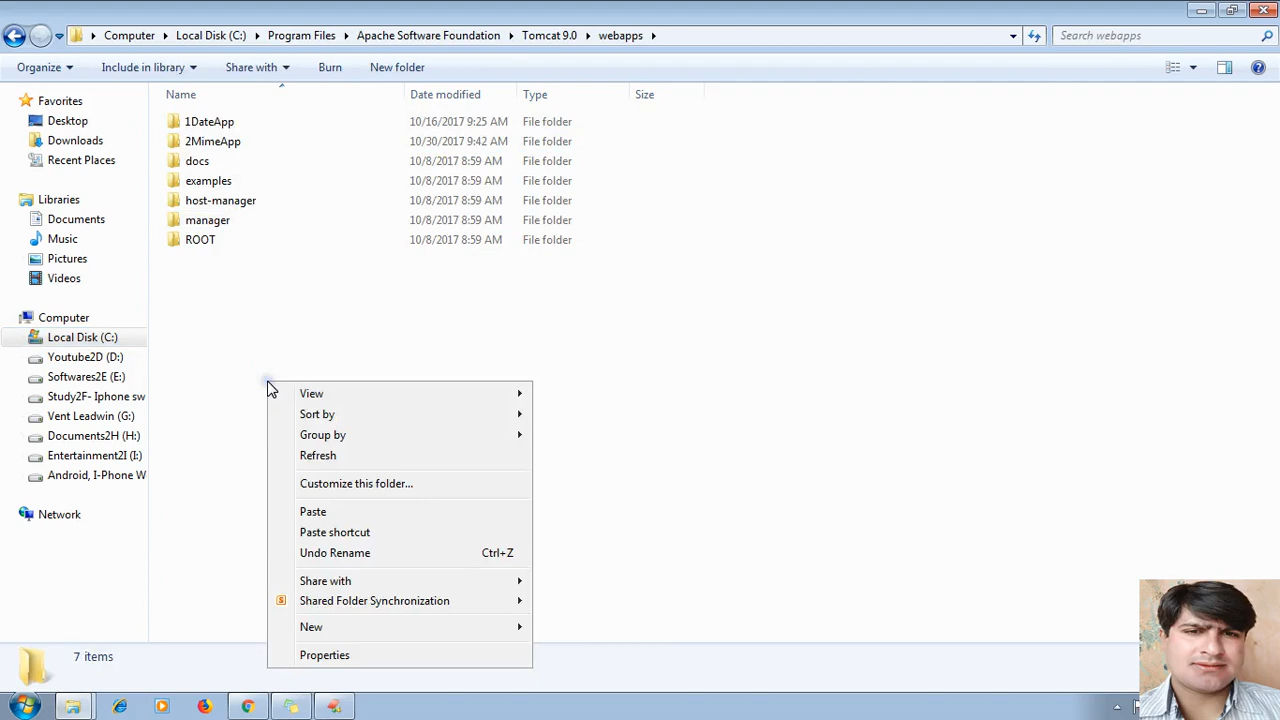 Computer Local Disk (C:) Program Files Apache Software Foundation Tomcat 9.0 webapps Search webapps
Organize Include in library Share with Burn New folder
Name Date modified Type Size
Favorites
Desktop
Downloads
Recent Places
Libraries
Documents
Music
Pictures
Videos
Computer
Local Disk (C:)
Youtube2D (D:)
Softwares2E (E:)
Study2F- Iphone sw
Vent Leadwin (G:)
Documents2H (H:)
Entertainment2I (I:)
Android, I-Phone W
Network
1DateApp 10/16/2017 9:25 AM File folder
2MimeApp 10/30/2017 9:42 AM File folder
docs 10/8/2017 8:59 AM File folder
examples 10/8/2017 8:59 AM File folder
host-manager 10/8/2017 8:59 AM File folder
manager 10/8/2017 8:59 AM File folder
ROOT 10/8/2017 8:59 AM File folder
View
Sort by
Group by
Refresh
Customize this folder...
Paste
Paste shortcut
Undo Rename Ctrl+Z
Share with
S Shared Folder Synchronization
New
Properties
7 items